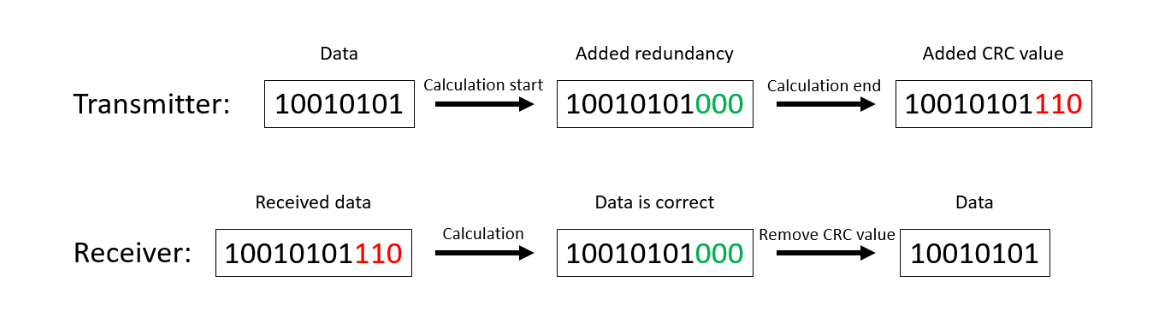 Data Added redundancy Added CRC value
Transmitter: 10010101 Calculation start 10010101000 Calculation end 10010101110
Received data Data is correct Data
Receiver: 10010101110 Calculation 10010101000 Remove CRC value 10010101